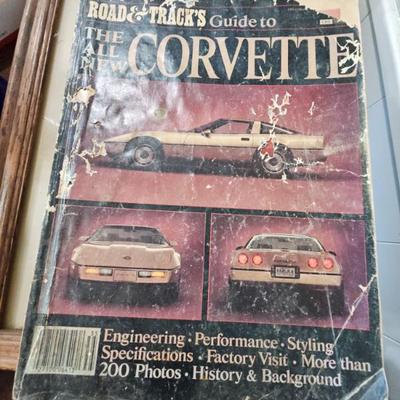 ROAD & TRACK'S Guide to
THE
ALL
NEW
CORVETTE
Engineering • Performance • Styling
Specifications • Factory Visit • More than
200 Photos • History & Background